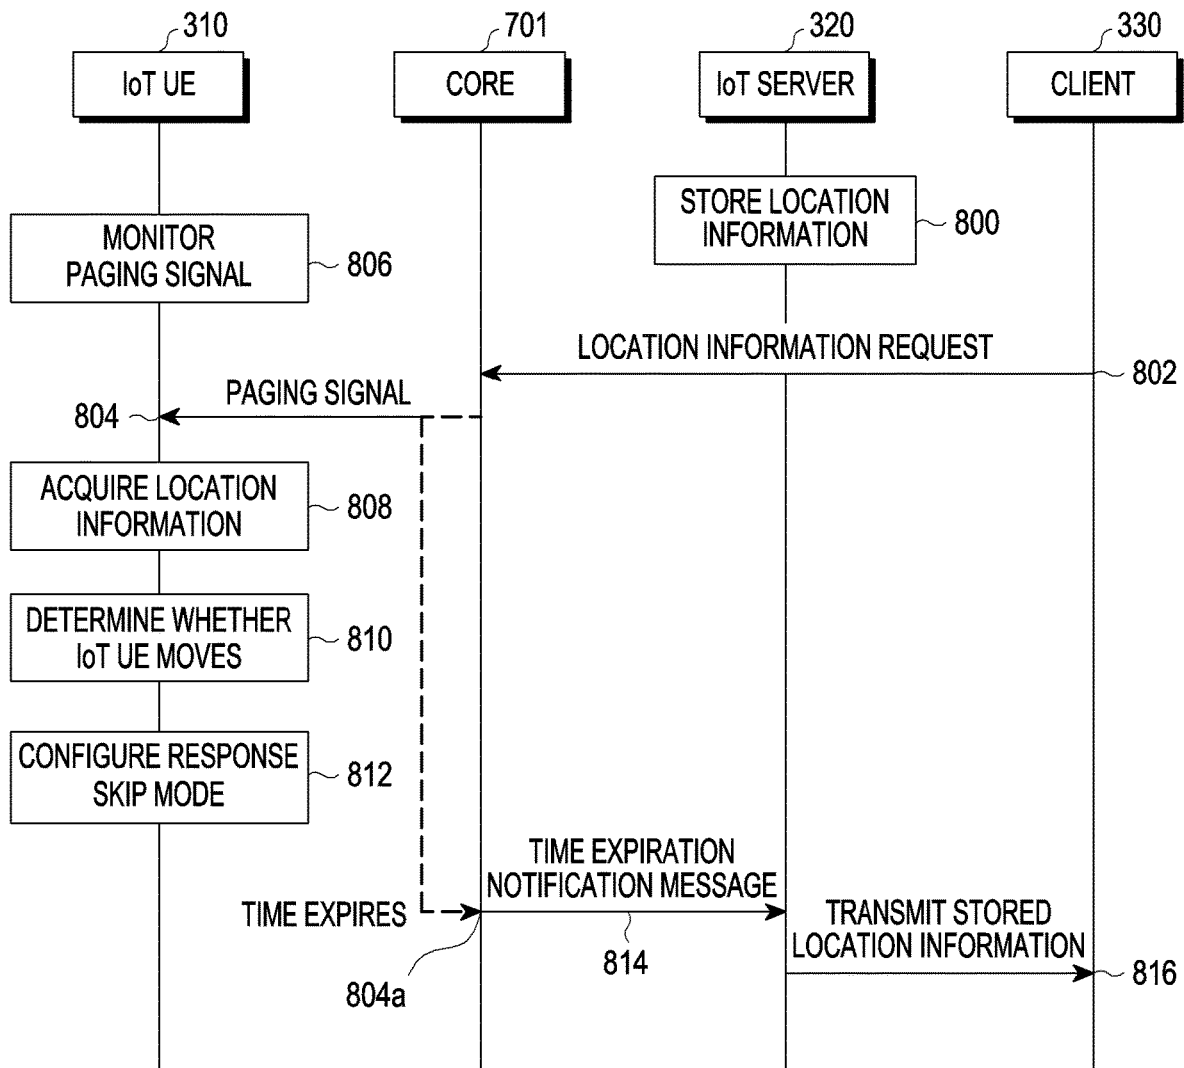 310
701
320
330
IoT UE
CORE
IoT SERVER
CLIENT
STORE LOCATION
INFORMATION
800
MONITOR
PAGING SIGNAL
806
LOCATION INFORMATION REQUEST
802
PAGING SIGNAL
804
ACQUIRE LOCATION
INFORMATION
808
DETERMINE WHETHER
IoT UE MOVES
810
CONFIGURE RESPONSE
SKIP MODE
812
TIME EXPIRATION
NOTIFICATION MESSAGE
TIME EXPIRES
804a
814
TRANSMIT STORED
LOCATION INFORMATION
816